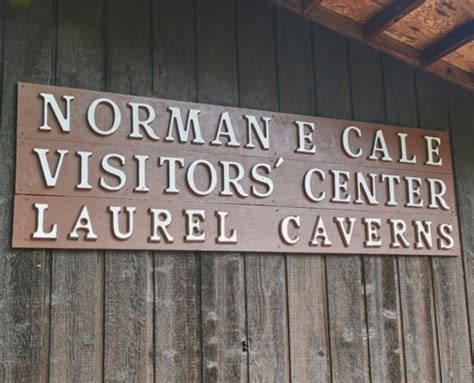 NORMAN E CALE
VISITORS' CENTER
LAUREL CAVERNS